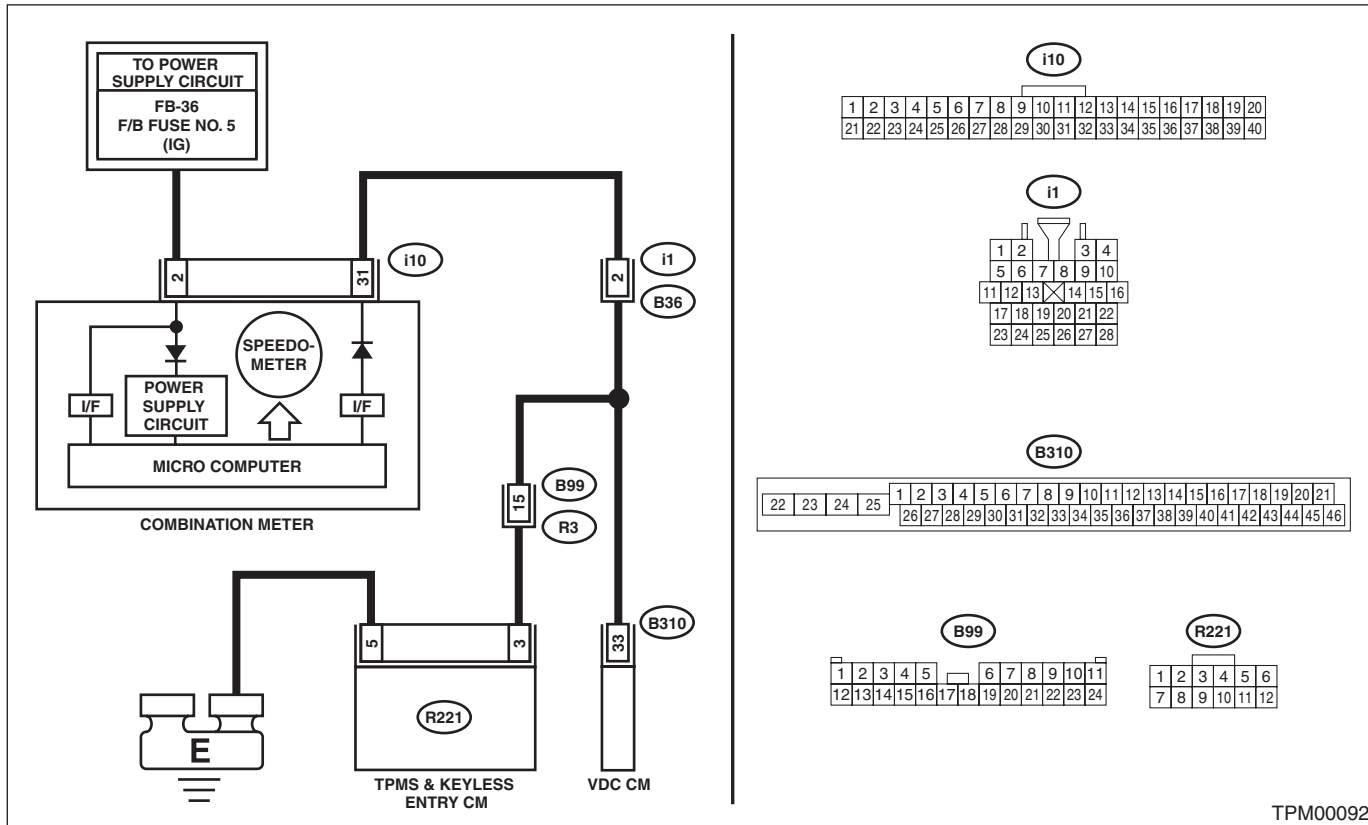 TO POWER
SUPPLY CIRCUIT
FB-36
F/B FUSE NO. 5
(IG)
2
31
i10
2
i1
B36
SPEEDO-
METER
POWER
SUPPLY
CIRCUIT
I/F
I/F
MICRO COMPUTER
COMBINATION METER
15
B99
R3
5
3
33
B310
R221
E
TPMS & KEYLESS
ENTRY CM
VDC CM
i10
1 2 3 4 5 6 7 8 9 10 11 12 13 14 15 16 17 18 19 20
21 22 23 24 25 26 27 28 29 30 31 32 33 34 35 36 37 38 39 40
i1
1 2 3 4
5 6 7 8 9 10
11 12 13 14 15 16
17 18 19 20 21 22
23 24 25 26 27 28
B310
22 23 24 25 1 2 3 4 5 6 7 8 9 10 11 12 13 14 15 16 17 18 19 20 21
26 27 28 29 30 31 32 33 34 35 36 37 38 39 40 41 42 43 44 45 46
B99
1 2 3 4 5 6 7 8 9 10 11
12 13 14 15 16 17 18 19 20 21 22 23 24
R221
1 2 3 4 5 6
7 8 9 10 11 12
TPM00092